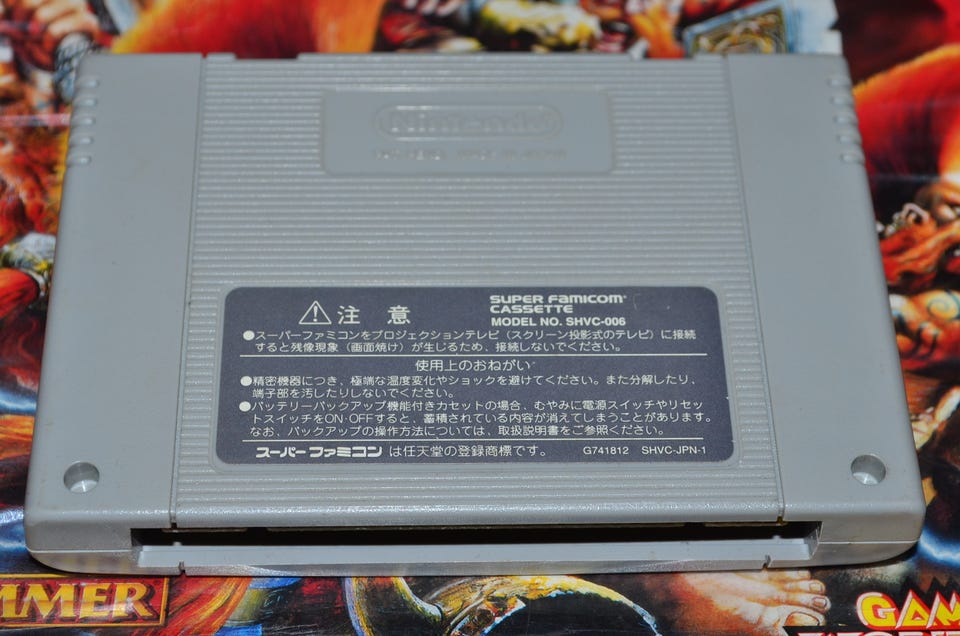 Nintendo
注意
SUPER FAMICOM
CASSETTE
MODEL NO. SHVC-006
●スーパーファミコンをプロジェクションテレビ（スクリーン投影式のテレビ）に接続
すると残像現象（画面焼け）が生じるため、接続しないでください。
使用上のおねがい
●精密機器につき、極端な温度変化やショックを避けてください。また分解したり、
端子部を汚したりしないでください。
●バッテリーバックアップ機能付きカセットの場合、むやみに電源スイッチやリセッ
トスイッチをON・OFFすると、蓄積されている内容が消えてしまうことがあります。
なお、バックアップの操作方法については、取扱説明書をご参照ください。
スーパーファミコン は任天堂の登録商標です。 G741812 SHVC-JPN-1
MMER
GAM